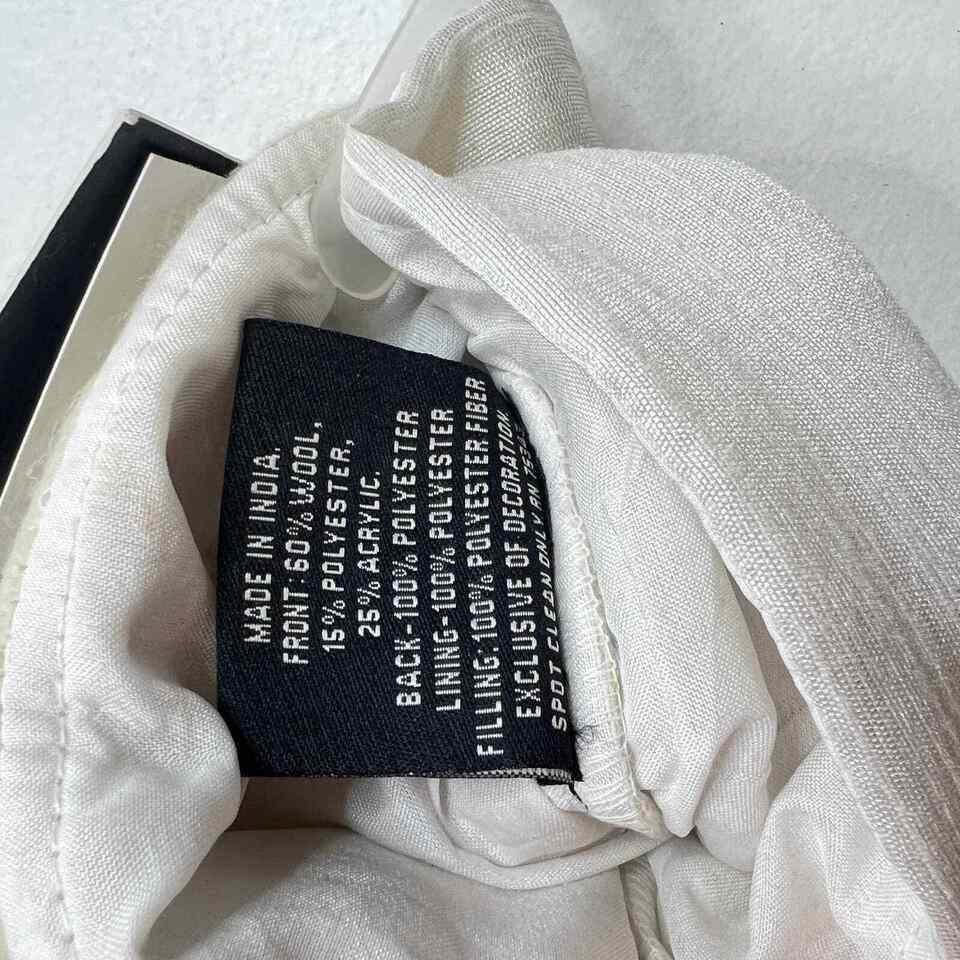 MADE IN INDIA.
FRONT:60% WOOL,
15% POLYESTER,
25% ACRYLIC.
BACK-100% POLYESTER
LINING-100% POLYESTER
FILLING:100% POLYESTER FIBER
EXCLUSIVE OF DECORATION.
SPOT CLEAN ONLY RN